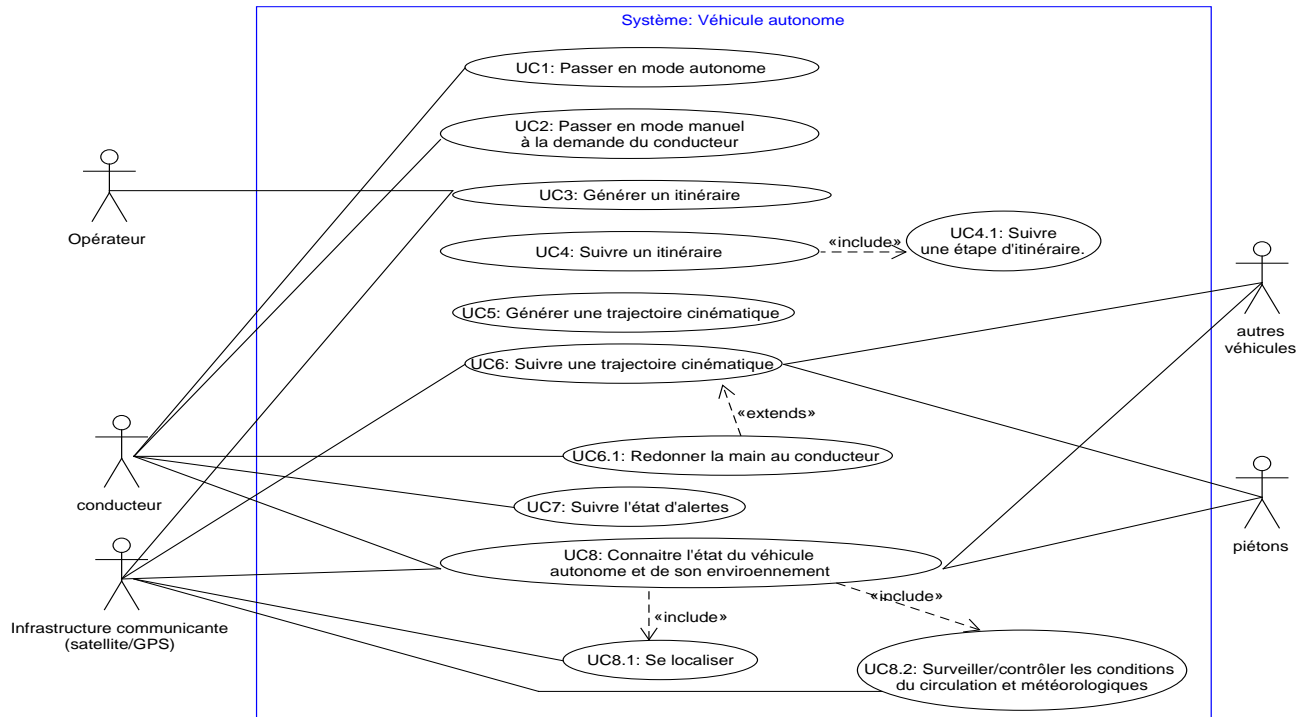 Système: Véhicule autonome
UC1: Passer en mode autonome
UC2: Passer en mode manuel
à la demande du conducteur
UC3: Générer un itinéraire
Opérateur
UC4: Suivre un itinéraire
«include»
UC4.1: Suivre
une étape d'itinéraire.
UC5: Générer une trajectoire cinématique
autres
véhicules
UC6: Suivre une trajectoire cinématique
«extends»
UC6.1: Redonner la main au conducteur
conducteur
UC7: Suivre l'état d'alertes
piétons
UC8: Connaitre l'état du véhicule
autonome et de son enviroennement
«include»
«include»
Infrastructure communicante
(satellite/GPS)
UC8.1: Se localiser
UC8.2: Surveiller/contrôler les conditions
du circulation et météorologiques